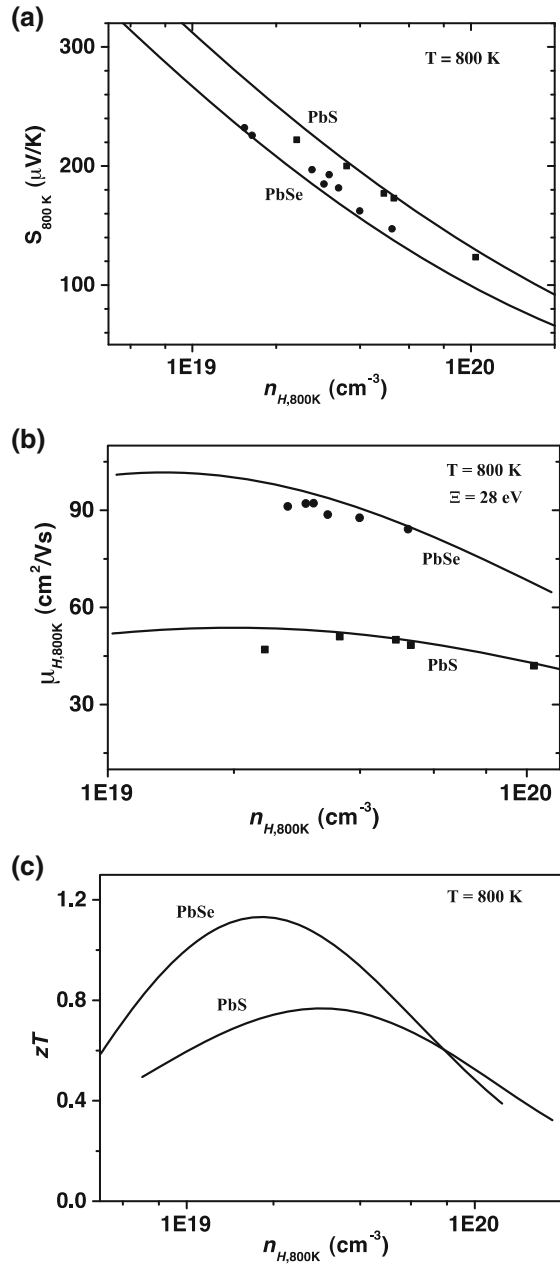 (a)
300
200
100
S800 K (μV/K)
T = 800 K
PbS
PbSe
1E19
1E20
nH,800K (cm-3)
(b)
90
60
30
μH,800K (cm2/Vs)
T = 800 K
Ξ = 28 eV
PbSe
PbS
1E19
1E20
nH,800K (cm-3)
(c)
1.2
0.8
0.4
0.0
zT
T = 800 K
PbSe
PbS
1E19
1E20
nH,800K (cm-3)